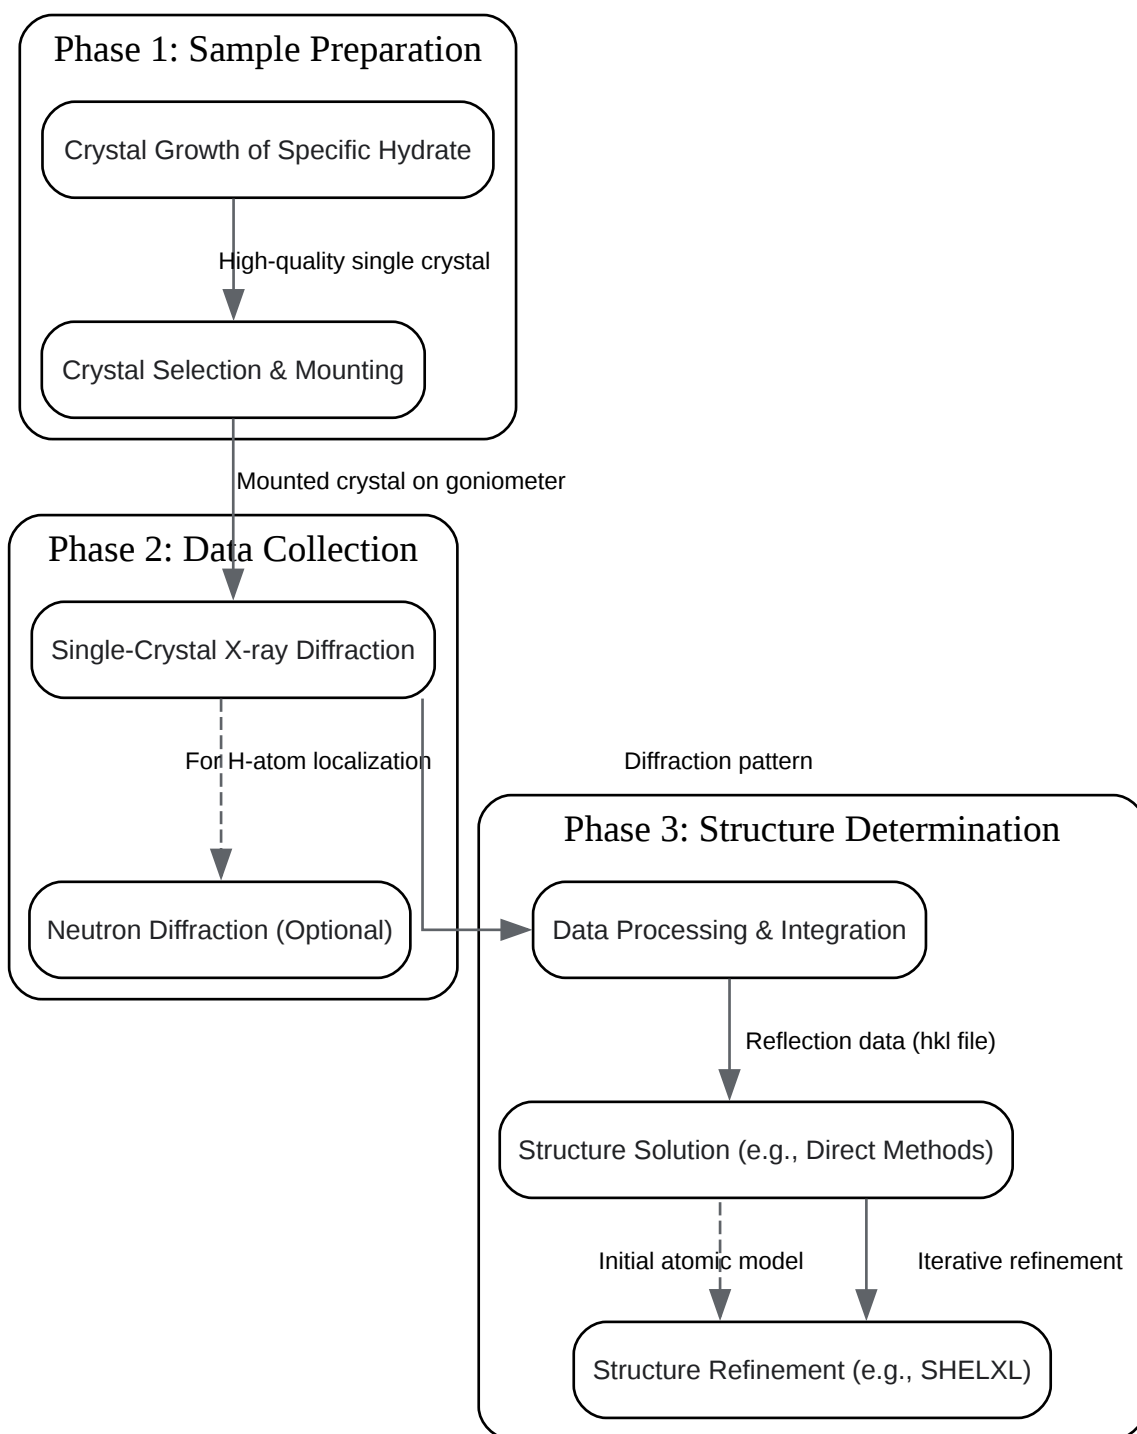 Phase 1: Sample Preparation
Crystal Growth of Specific Hydrate
High-quality single crystal
Crystal Selection & Mounting
Mounted crystal on goniometer
Phase 2: Data Collection
Single-Crystal X-ray Diffraction
For H-atom localization
Diffraction pattern
Phase 3: Structure Determination
Neutron Diffraction (Optional)
Data Processing & Integration
Reflection data (hkl file)
Structure Solution (e.g., Direct Methods)
Initial atomic model
Iterative refinement
Structure Refinement (e.g., SHELXL)